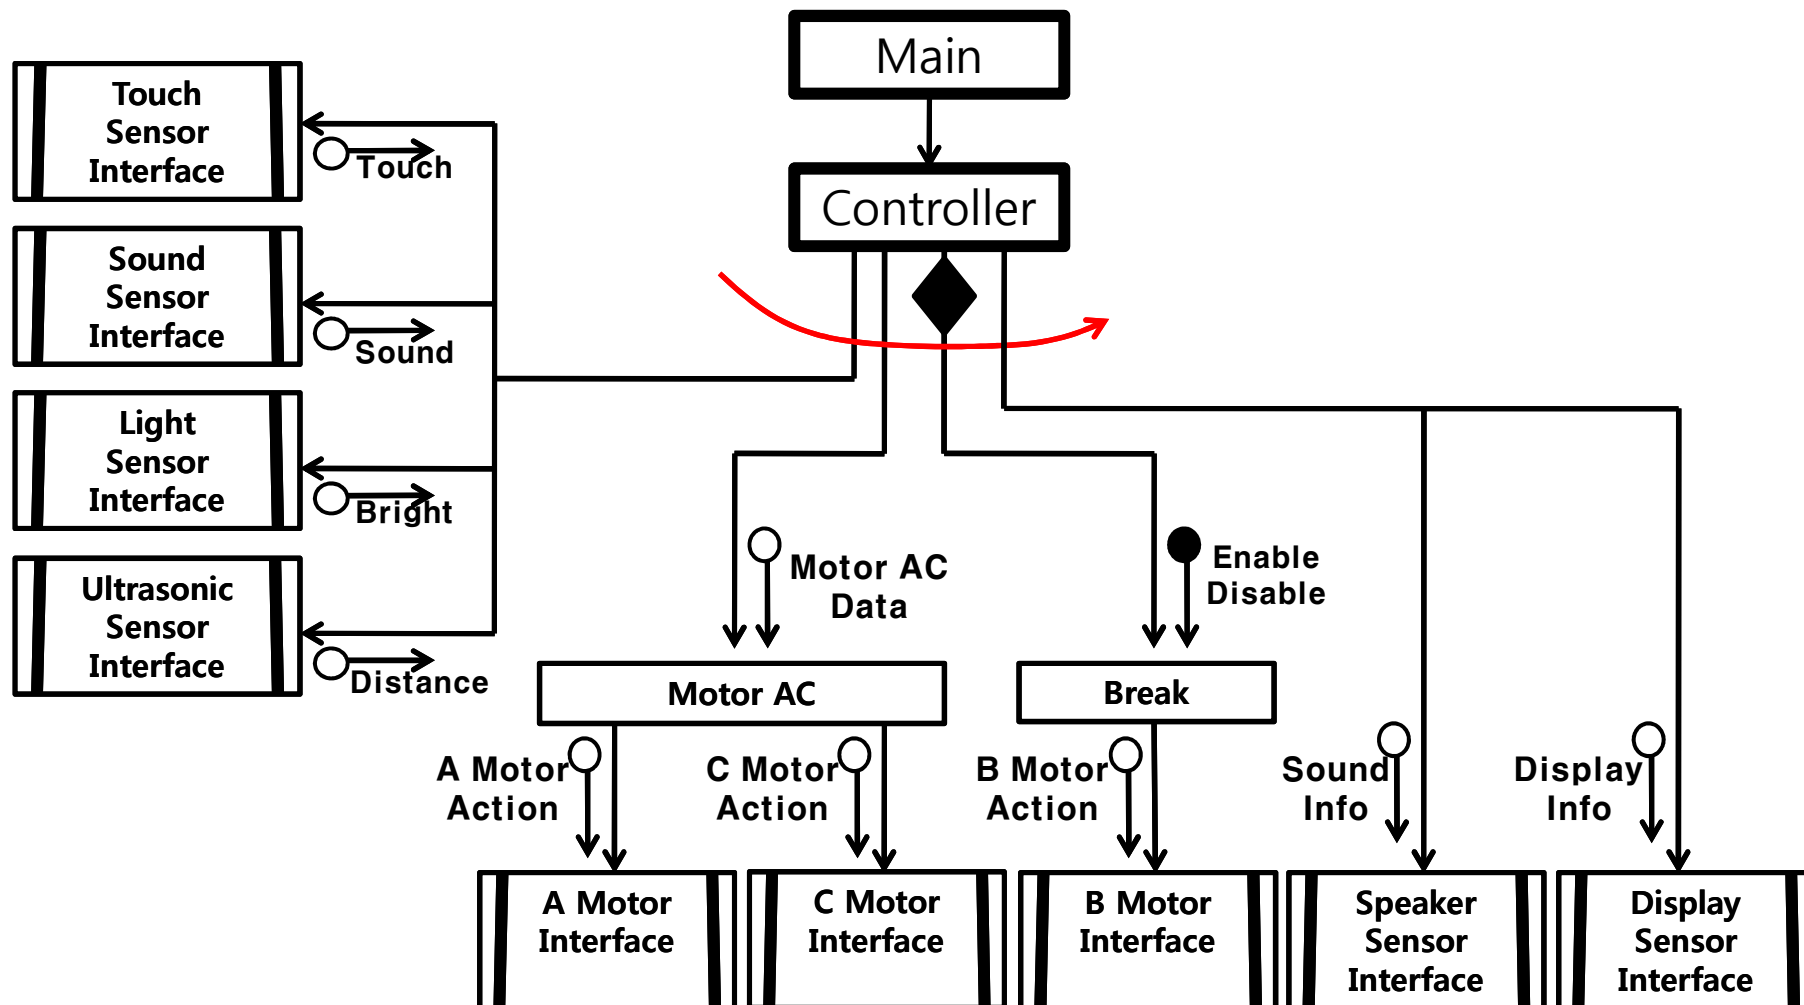 Main
Controller
Touch
Sensor
Interface
Touch
Sound
Sensor
Interface
Sound
Light
Sensor
Interface
Bright
Ultrasonic
Sensor
Interface
Distance
Motor AC
Data
Enable
Disable
Motor AC
Break
A Motor
Action
C Motor
Action
B Motor
Action
Sound
Info
Display
Info
A Motor
Interface
C Motor
Interface
B Motor
Interface
Speaker
Sensor
Interface
Display
Sensor
Interface